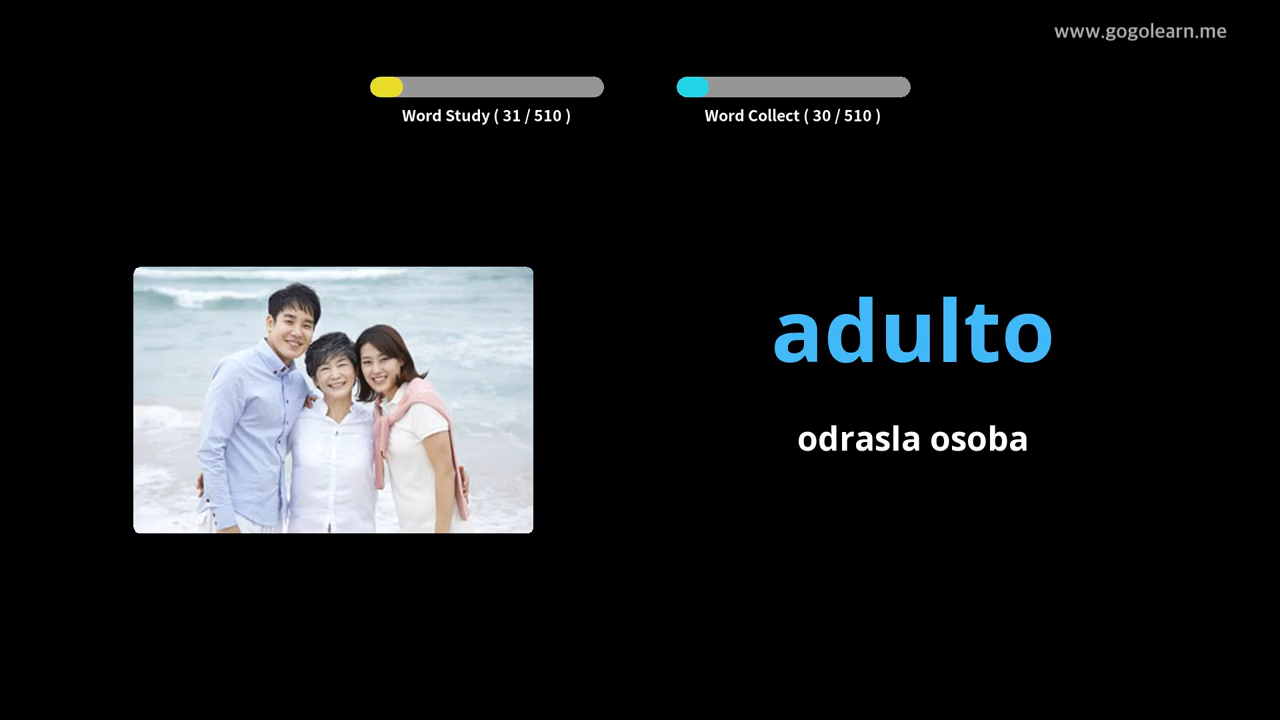 www.gogolearn.me
Word Study ( 31 / 510 )
Word Collect ( 30 / 510 )
adulto
odrasla osoba